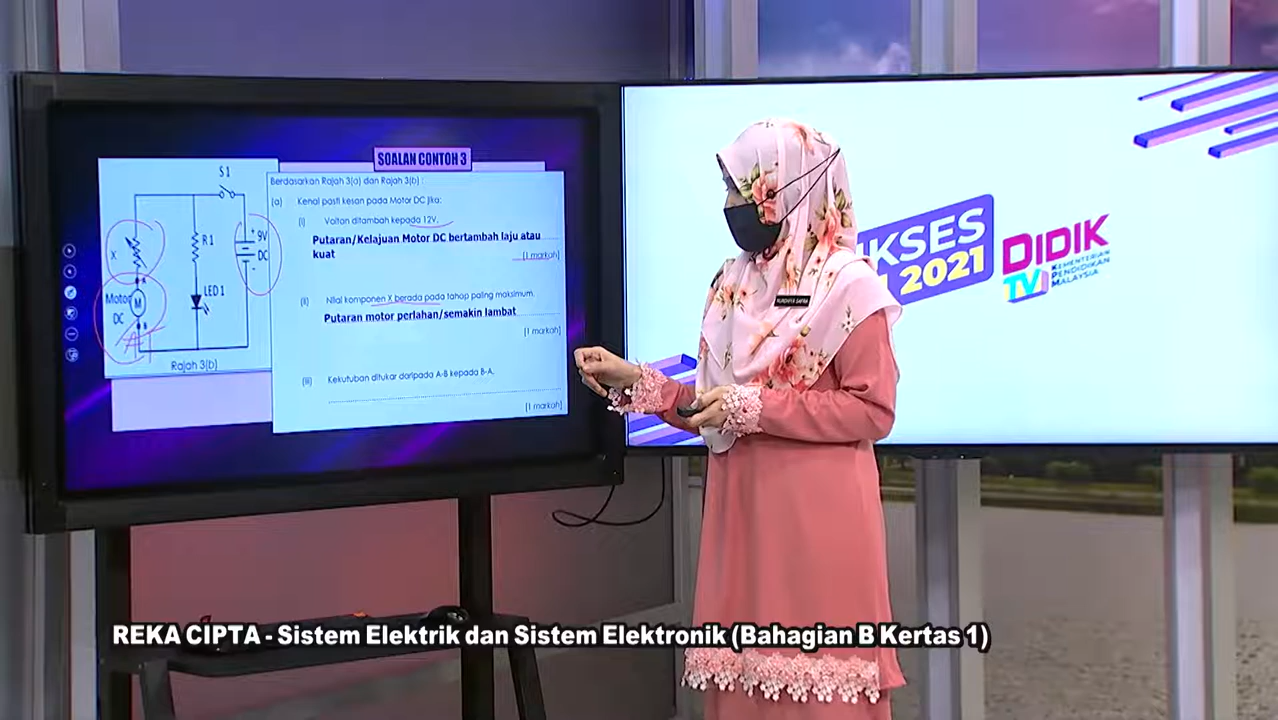 SOALAN CONTOH 3
S1
9V
DC
+
-
R1
X
LED 1
Motor
DC
M
A
B
Rajah 3(b)
Berdasarkan Rajah 3(a) dan Rajah 3(b) :
(a) Kenal pasti kesan pada Motor DC jika:
(i) Voltan ditambah kepada 12V.
Putaran/Kelajuan Motor DC bertambah laju atau
kuat
[1 markah]
(ii) Nilai komponen X berada pada tahap paling maksimum.
Putaran motor perlahan/semakin lambat
[1 markah]
(iii) Kekutuban ditukar daripada A-B kepada B-A.
[1 markah]
KSES
2021
DIDIK
TV
KEMENTERIAN
PENDIDIKAN
MALAYSIA
REKA CIPTA - Sistem Elektrik dan Sistem Elektronik (Bahagian B Kertas 1)